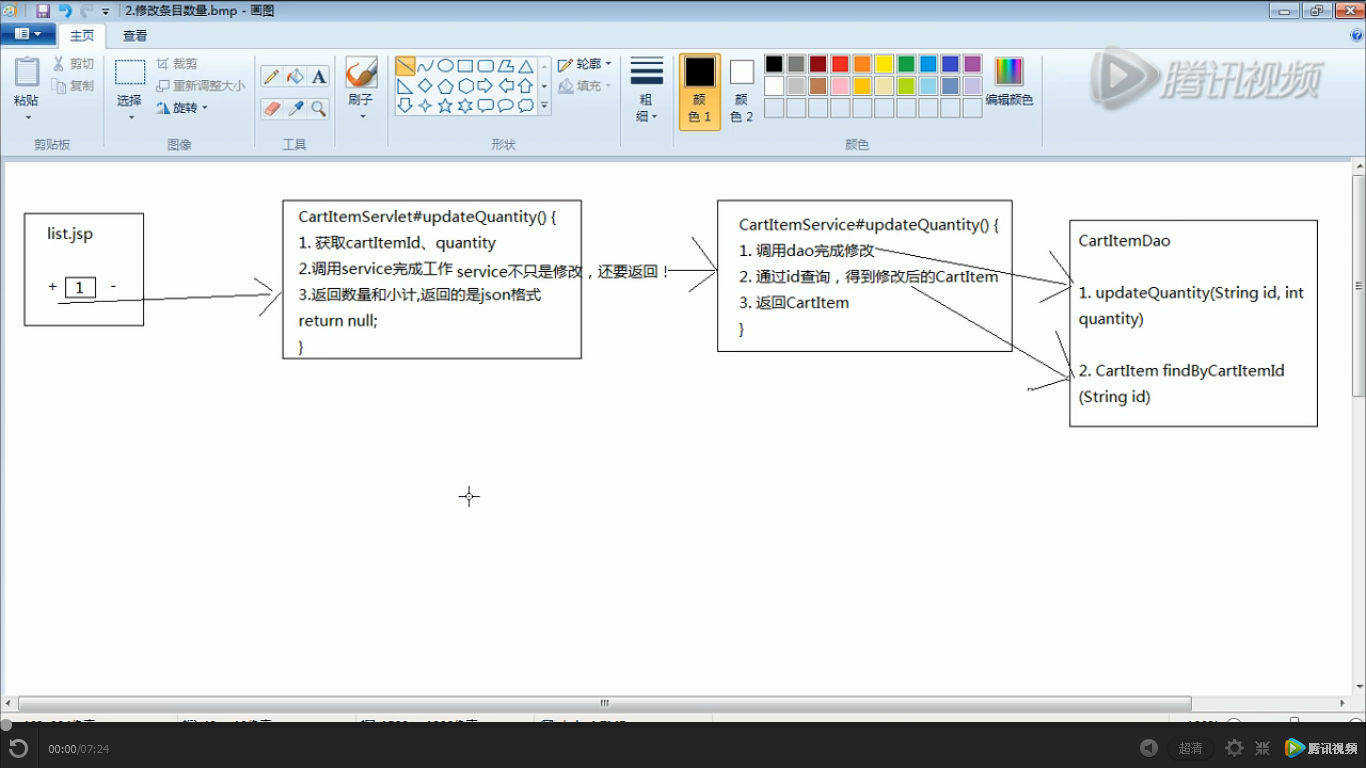 2.修改条目数量.bmp - 画图
主页
查看
粘贴
剪切
复制
剪贴板
选择
裁剪
重新调整大小
旋转
图像
A
工具
刷子
轮廓
填充
形状
粗
细
颜
色 1
颜
色 2
编辑颜色
颜色
腾讯视频
list.jsp
+ 1 -
CartItemServlet#updateQuantity() {
1. 获取cartItemId、quantity
2.调用service完成工作 service不只是修改，还要返回！
3.返回数量和小计,返回的是json格式
return null;
}
CartItemService#updateQuantity() {
1. 调用dao完成修改
2. 通过id查询，得到修改后的CartItem
3. 返回CartItem
}
CartItemDao
1. updateQuantity(String id, int
quantity)
2. CartItem findByCartItemId
(String id)
00:00/07:24
超清
腾讯视频